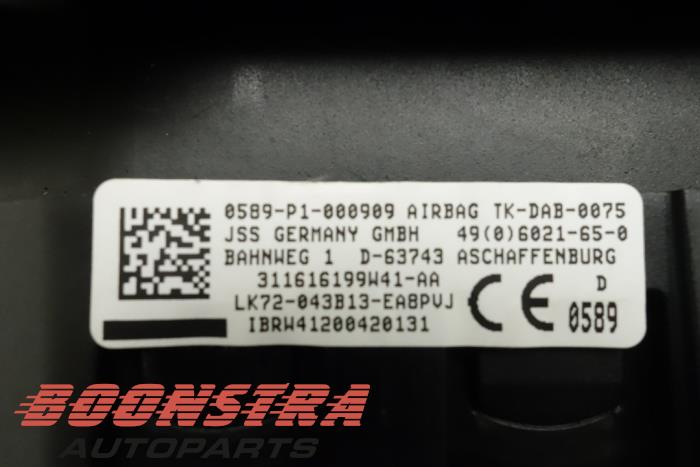 0589-P1-000909 AIRBAG TK-DAB-0075
JSS GERMANY GMBH 49(0)6021-65-0
BAHNWEG 1 D-63743 ASCHAFFENBURG
311616199W41-AA
LK72-043B13-EA8PVJ
IBRW41200420131
CE
D
0589
BOONSTRA
AUTOPARTS